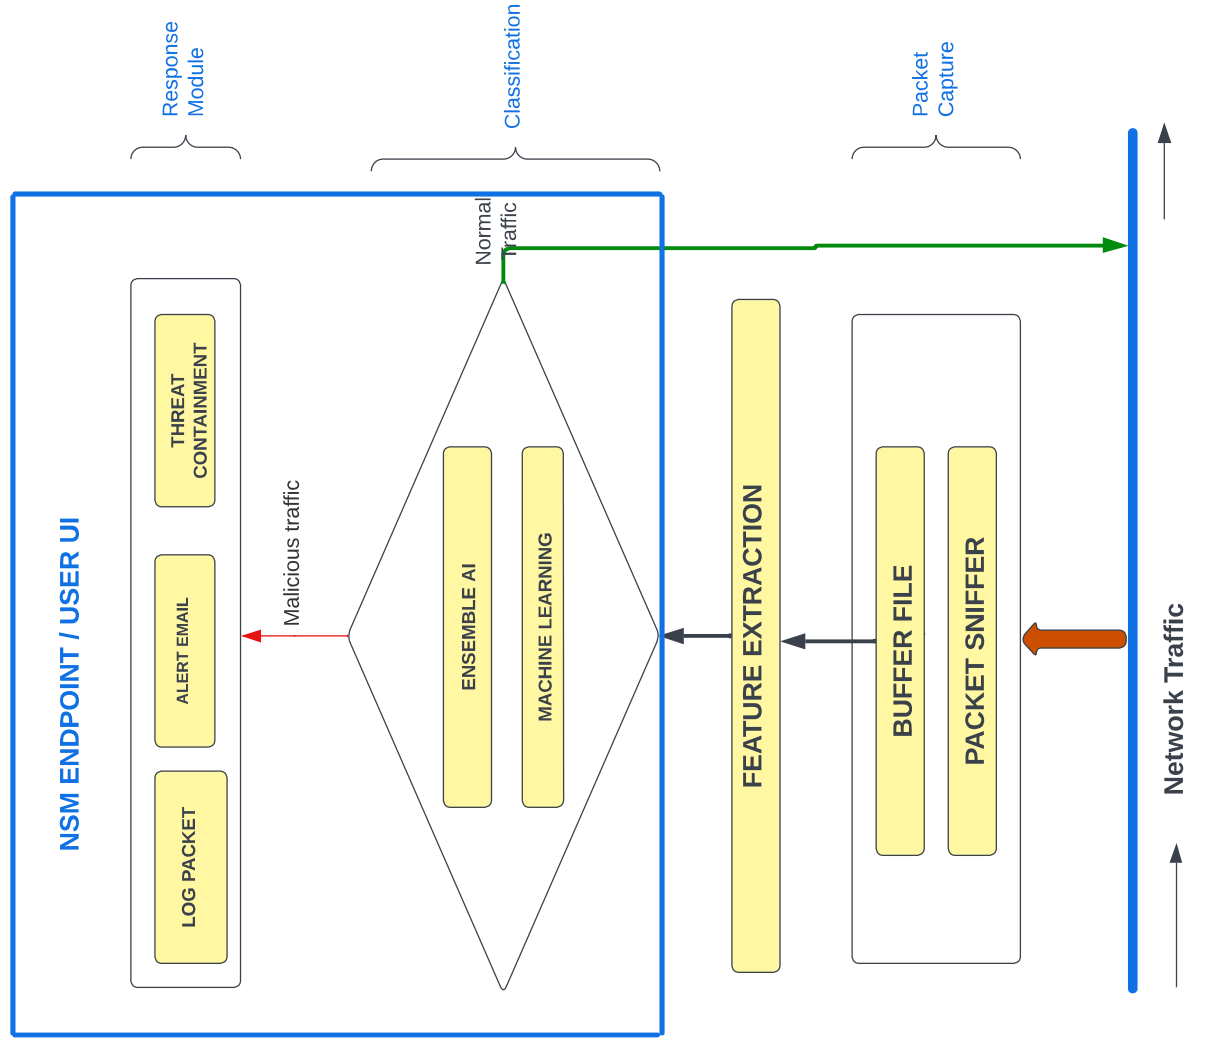 NSM ENDPOINT / USER UI
Response
Module
LOG PACKET
ALERT EMAIL
THREAT
CONTAINMENT
Malicious traffic
Classification
Normal
Traffic
ENSEMBLE AI
MACHINE LEARNING
FEATURE EXTRACTION
Packet
Capture
BUFFER FILE
PACKET SNIFFER
Network Traffic